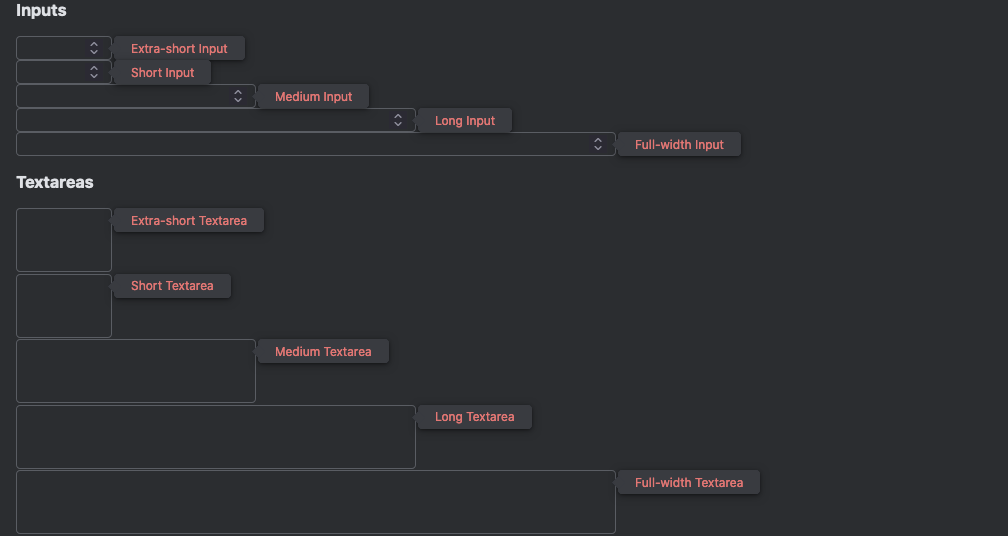 Inputs
Extra-short Input
Short Input
Medium Input
Long Input
Full-width Input
Textareas
Extra-short Textarea
Short Textarea
Medium Textarea
Long Textarea
Full-width Textarea